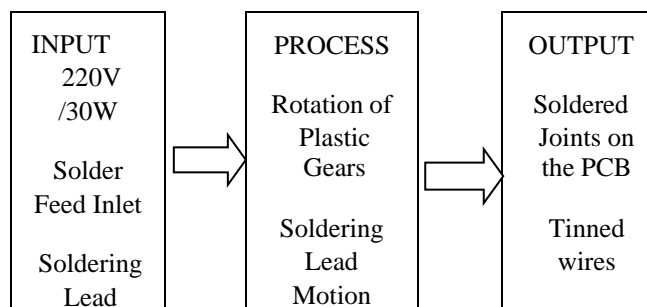 INPUT
220V
/30W
Solder
Feed Inlet
Soldering
Lead
PROCESS
Rotation of
Plastic
Gears
Soldering
Lead
Motion
OUTPUT
Soldered
Joints on
the PCB
Tinned
wires